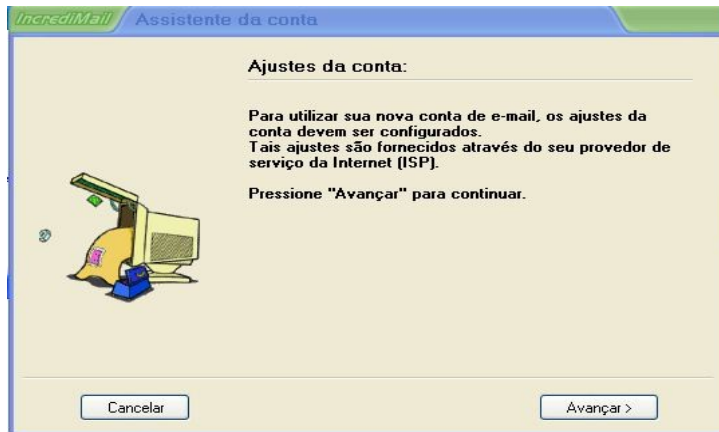 IncrediMail Assistente da conta
Ajustes da conta:
Para utilizar sua nova conta de e-mail, os ajustes da
conta devem ser configurados.
Tais ajustes são fornecidos através do seu provedor de
serviço da Internet (ISP).
Pressione "Avançar" para continuar.
Cancelar
Avançar >